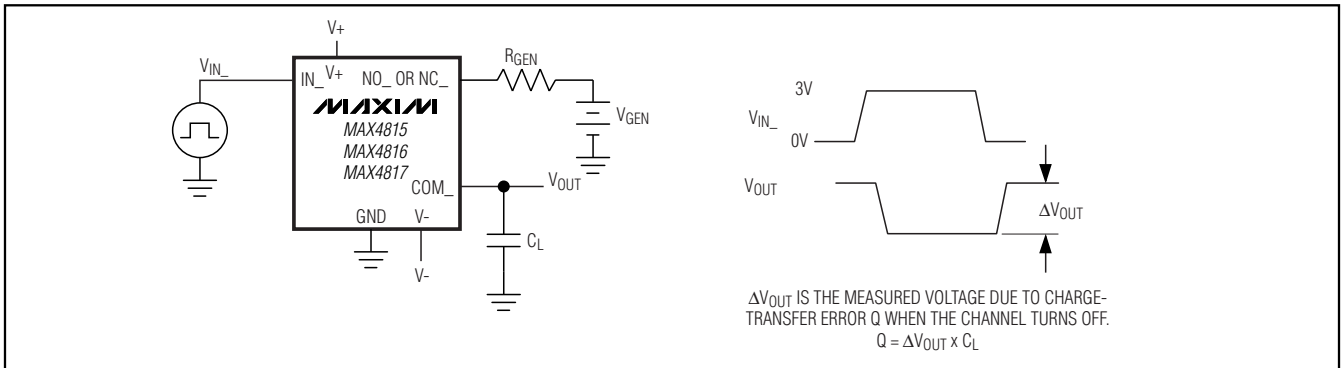 V+
V_IN_
IN_ V+ NO_ OR NC_
R_GEN
MAXIM
MAX4815
MAX4816
MAX4817
V_GEN
COM_
V_OUT
GND V-
C_L
V-
3V
V_IN_
0V
V_OUT
ΔV_OUT
ΔV_OUT IS THE MEASURED VOLTAGE DUE TO CHARGE-
TRANSFER ERROR Q WHEN THE CHANNEL TURNS OFF.
Q = ΔV_OUT x C_L